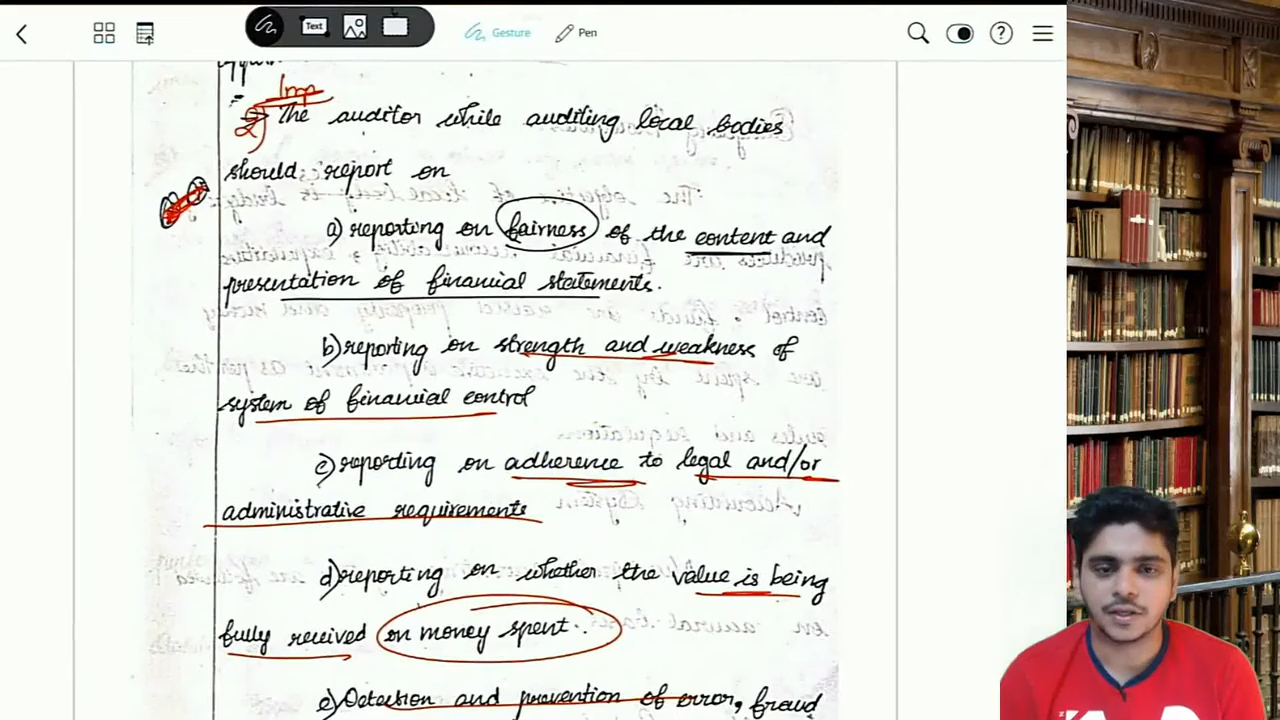 Text
Gesture
Pen
Imp
2) The auditor while auditing local bodies
should report on
a) reporting on fairness of the content and
presentation of financial statements.
b) reporting on strength and weakness of
system of financial control
c) reporting on adherence to legal and/or
administrative requirements
d) reporting on whether the value is being
fully received on money spent.
e) Detection and prevention of error, fraud